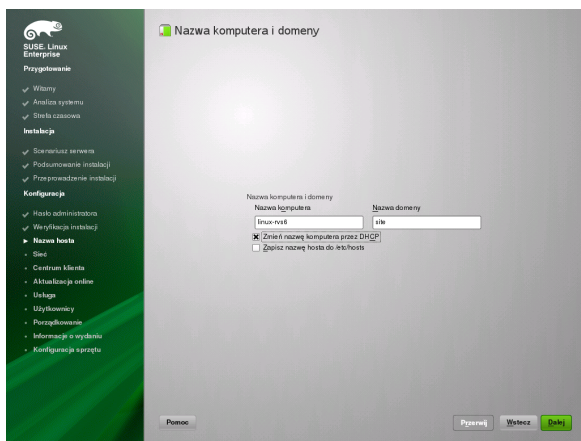 SUSE. Linux
Enterprise
Przygotowanie
Witamy
Analiza systemu
Strefa czasowa
Instalacja
Scenariusz serwera
Podsumowanie instalacji
Przeprowadzenie instalacji
Konfiguracja
Hasło administratora
Weryfikacja instalacji
Nazwa hosta
Sieć
Centrum klienta
Aktualizacja online
Usługa
Użytkownicy
Porządkowanie
Informacje o wydaniu
Konfiguracja sprzętu
Nazwa komputera i domeny
Nazwa komputera i domeny
Nazwa komputera Nazwa domeny
linux-rvs6 site
Zmień nazwę komputera przez DHCP
Zapisz nazwę hosta do /etc/hosts
Pomoc Przerwij Wstecz Dalej